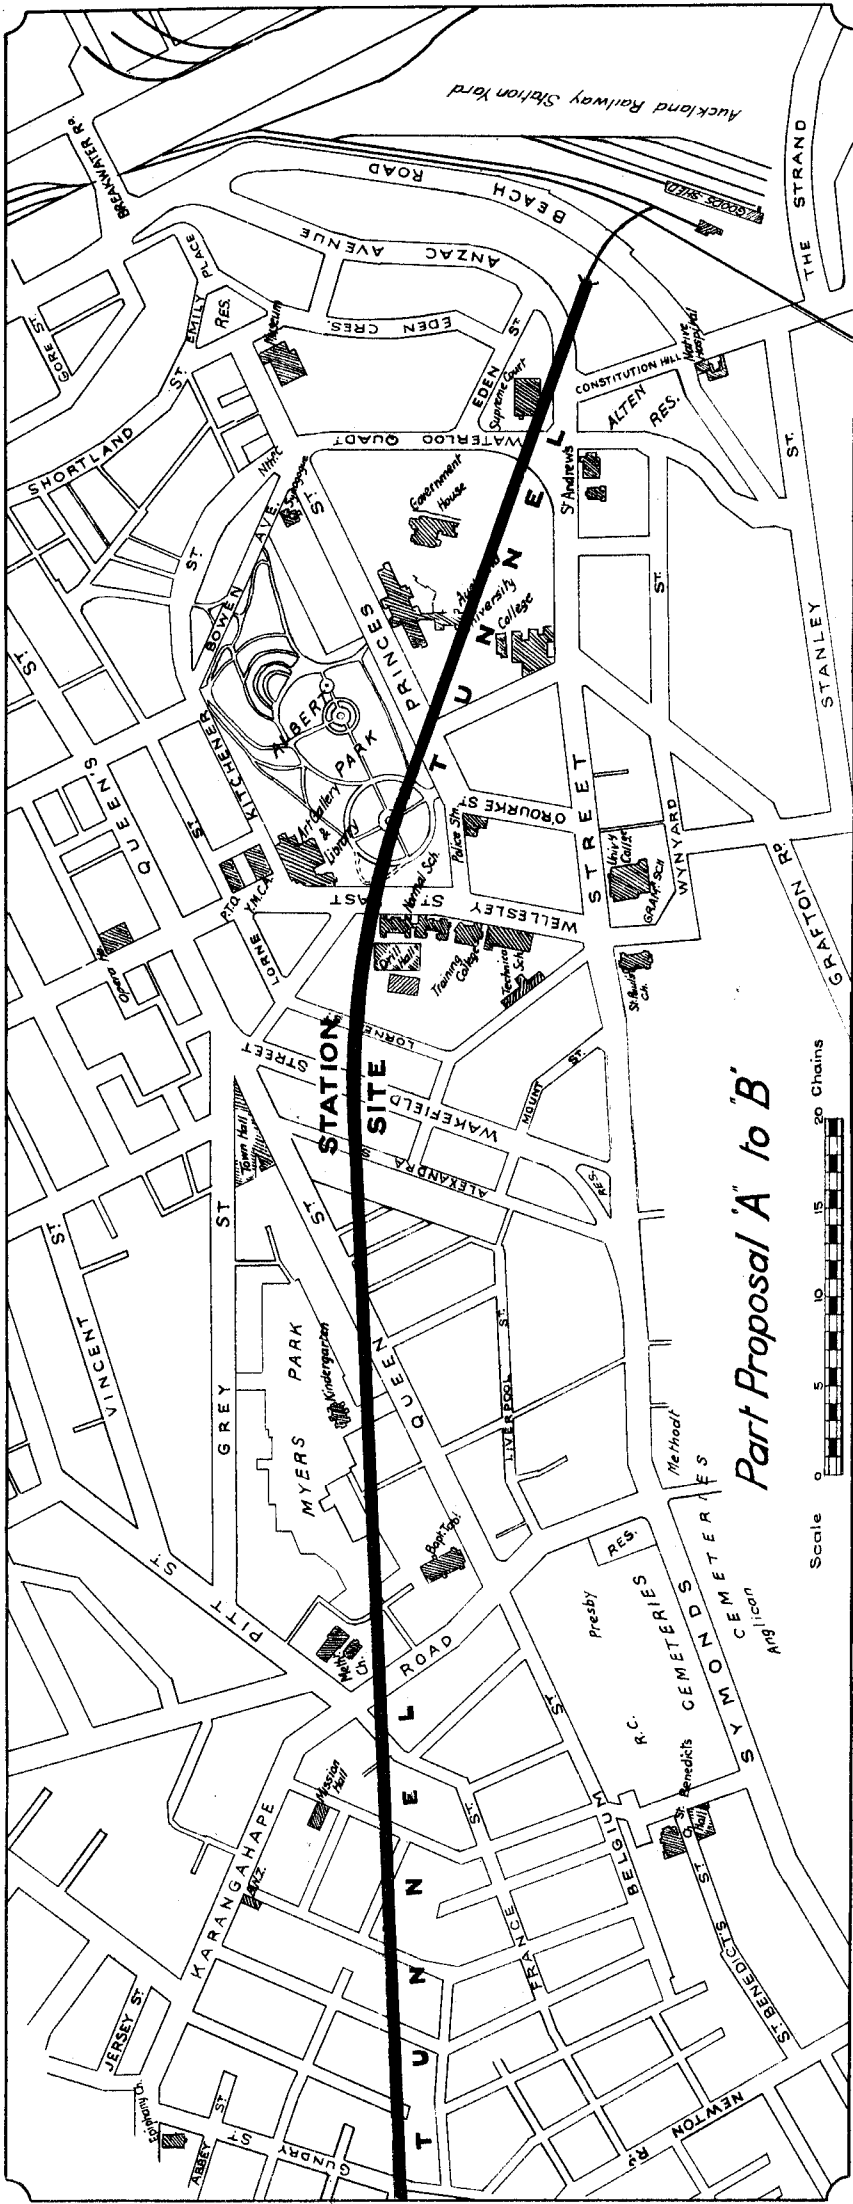 Auckland Railway Station Yard
BREAKWATER RD.
BEACH ROAD
GOODS SHED
THE STRAND
ANZAC AVENUE
EMILY PLACE
RES.
GORE ST.
Museum
EDEN CRES.
EDEN ST.
Supreme Court
CONSTITUTION HILL
Native Hospital
ALTEN RES.
SHORTLAND ST.
WATERLOO QUADT
Synagogue
Government House
St Andrews
ST.
BOWEN AVE.
PRINCES ST.
University College
ST.
STANLEY ST.
TUNNEL
ALBERT PARK
KITCHENER ST.
QUEEN'S
ST.
Art Gallery & Library
O'ROURKE ST
Police Stn.
STREET
Univy College
GRAM. SCH
WYNYARD
GRAFTON RD
P.T.O.
Y.M.C.A.
WELLESLEY ST EAST
Normal Sch.
Drill Hall
Training College
Technical Sch.
St Pauls Ch.
LORNE
LORNE
STREET
STATION SITE
WAKEFIELD
MOUNT ST.
ALEXANDRA
RES.
Town Hall
GREY ST
ST.
VINCENT ST.
MYERS PARK
Kindergarten
QUEEN ST.
LIVERPOOL ST.
Part Proposal 'A' to 'B'
Scale 0 5 10 15 20 Chains
Methodt
CEMETERIES
Anglican
PITT ST
Bapt. Tab.
RES.
Presby
R.C.
CEMETERIES
SYMONDS
Meth. Ch.
ROAD
KARANGAHAPE
Mission Hall
ST.
ST.
BELGIUM
St. Benedicts
Hall
ST. BENEDICTS ST
FRANCE
TUNNEL
JERSEY ST.
Epiphany Ch.
ABBEY ST.
GUNDRY ST
NEWTON RD